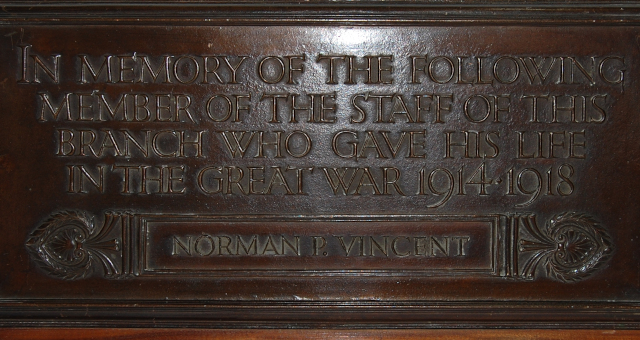 IN MEMORY OF THE FOLLOWING
MEMBER OF THE STAFF OF THIS
BRANCH WHO GAVE HIS LIFE
IN THE GREAT WAR 1914-1918
NORMAN P. VINCENT